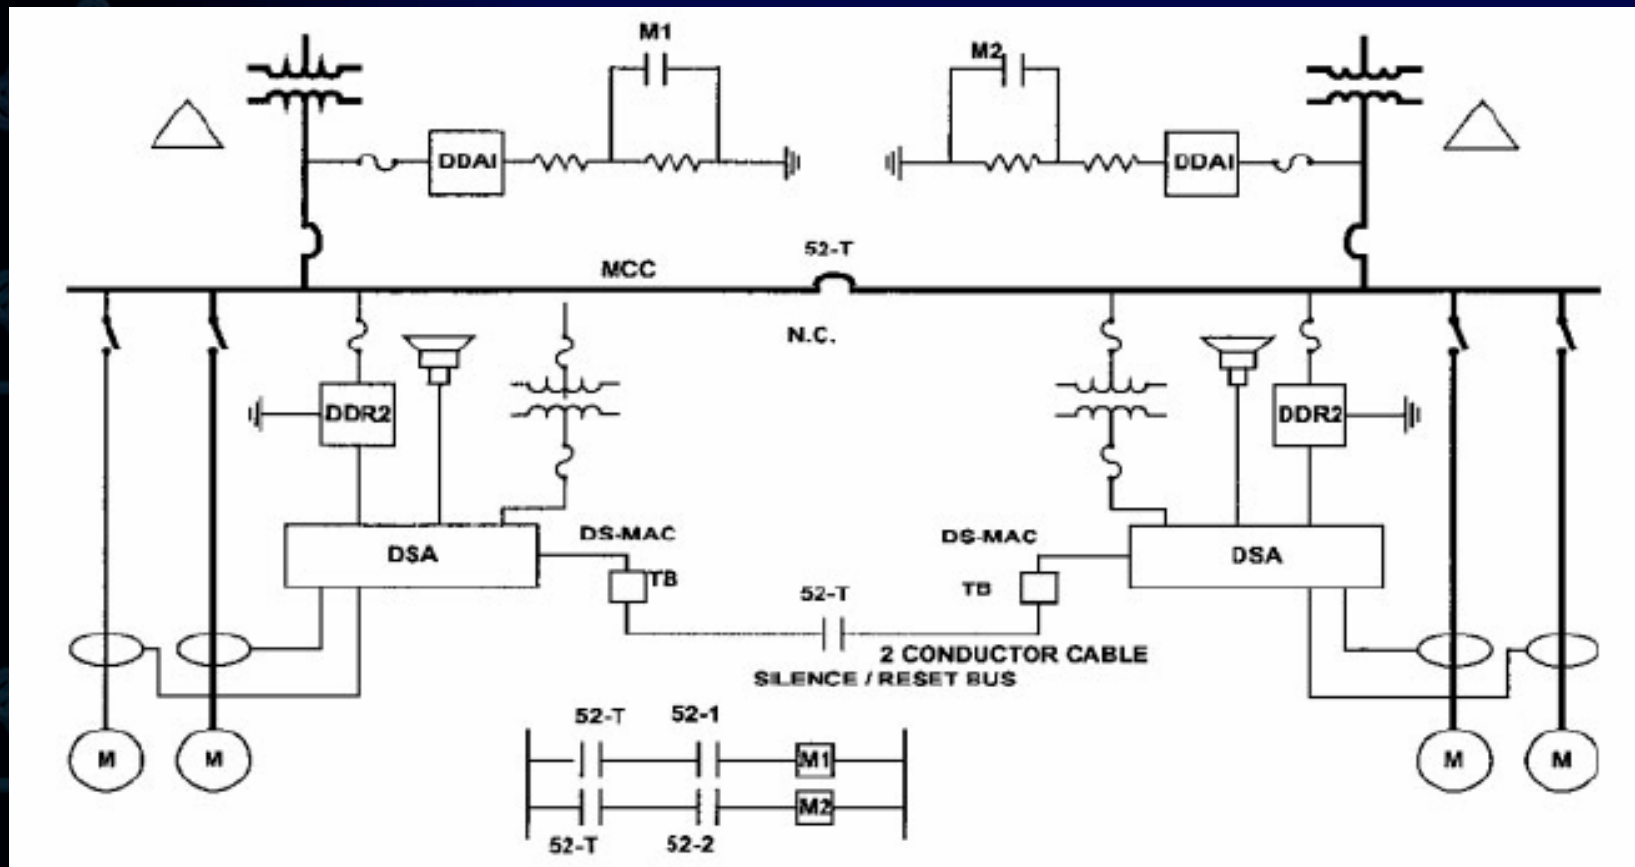 M1
M2
DDAI
DDAI
52-T
MCC
N.C.
DDR2
DDR2
DSA
DS-MAC
TB
DS-MAC
TB
DSA
52-T
2 CONDUCTOR CABLE
SILENCE / RESET BUS
52-T
52-1
M1
M
M
M
M
M2
52-T
52-2